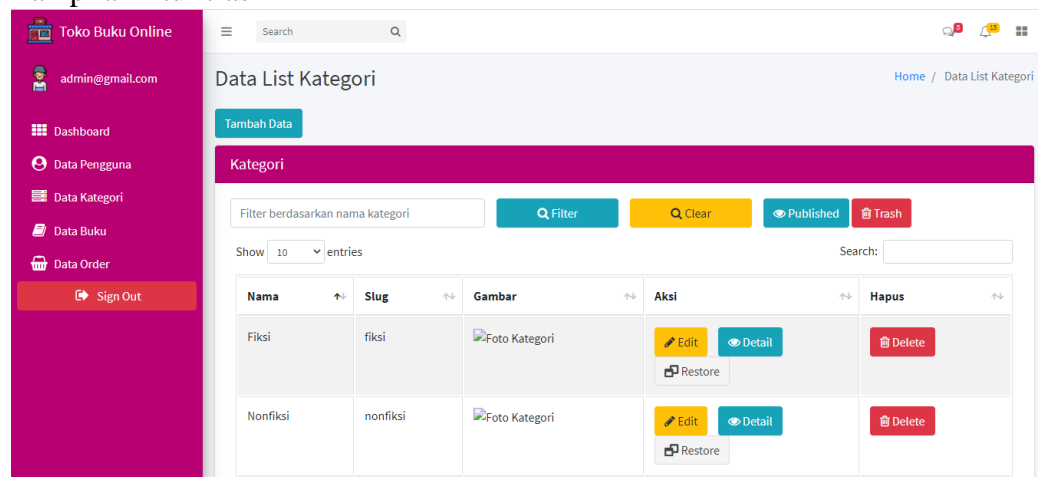 Toko Buku Online
Search
3
15
admin@gmail.com
Data List Kategori
Home / Data List Kategori
Tambah Data
Dashboard
Data Pengguna
Data Kategori
Data Buku
Data Order
Sign Out
Kategori
Filter berdasarkan nama kategori
Filter
Clear
Published
Trash
Show 10 entries
Search:
Nama Slug Gambar Aksi Hapus
Fiksi fiksi Foto Kategori Edit Detail Delete
Restore
Nonfiksi nonfiksi Foto Kategori Edit Detail Delete
Restore